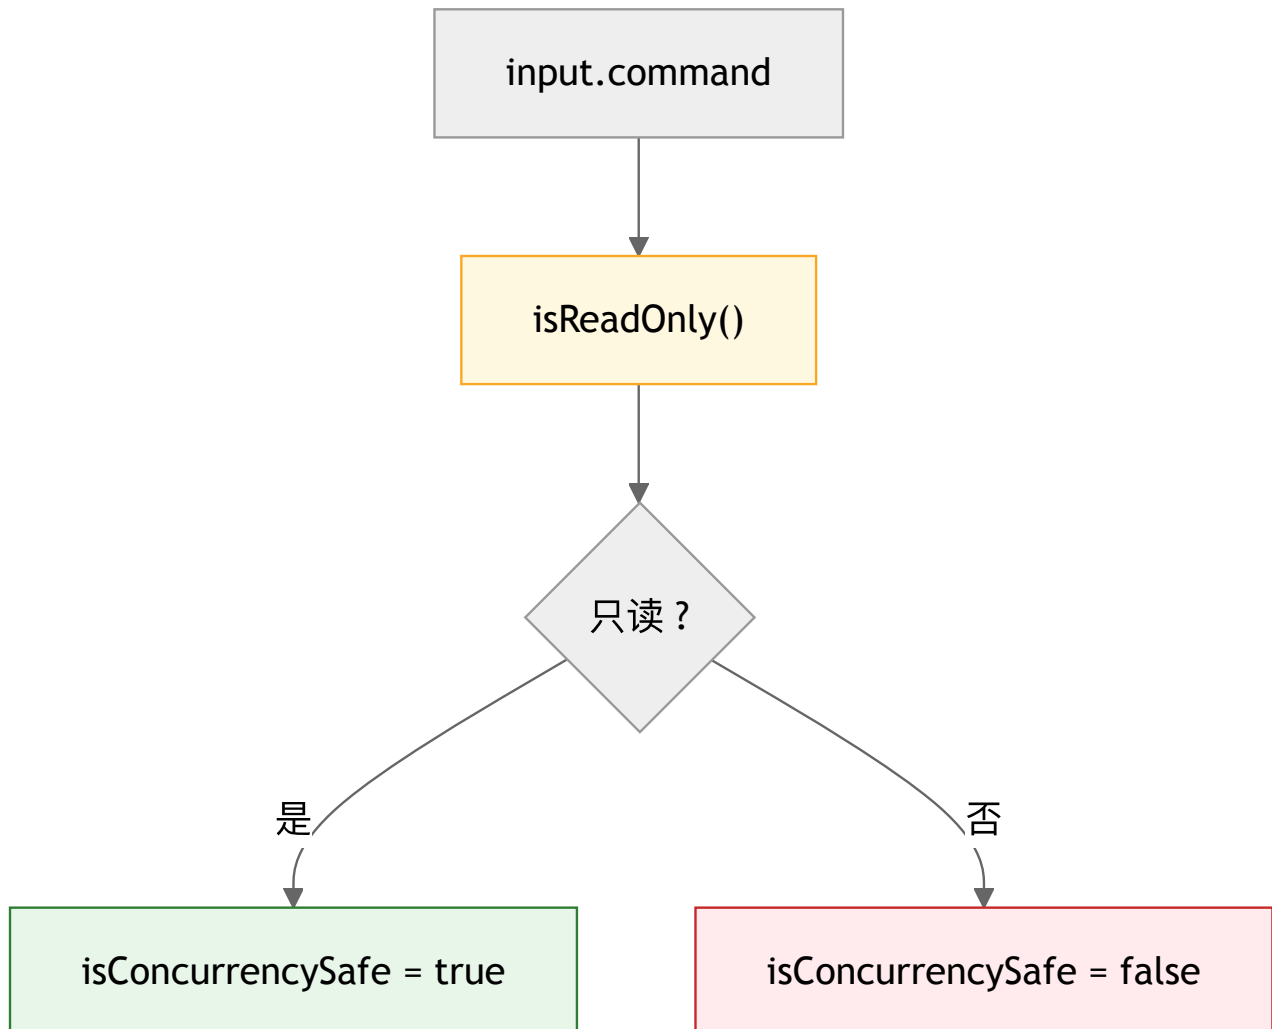 input.command
isReadOnly()
只读？
是
否
isConcurrencySafe = true
isConcurrencySafe = false